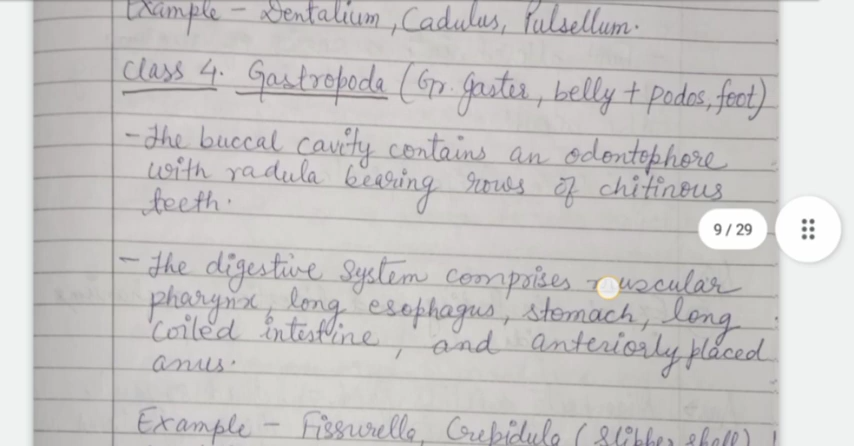 Example - Dentalium, Cadulus, Pulsellum.
Class 4. Gastropoda (Gr. gaster, belly + podos, foot)
- The buccal cavity contains an odontophore
with radula bearing rows of chitinous
teeth.
9 / 29
- The digestive system comprises muscular
pharynx, long esophagus, stomach, long
coiled intestine, and anteriorly placed
anus.
Example - Fissurella, Crepidula (Slipper shell)